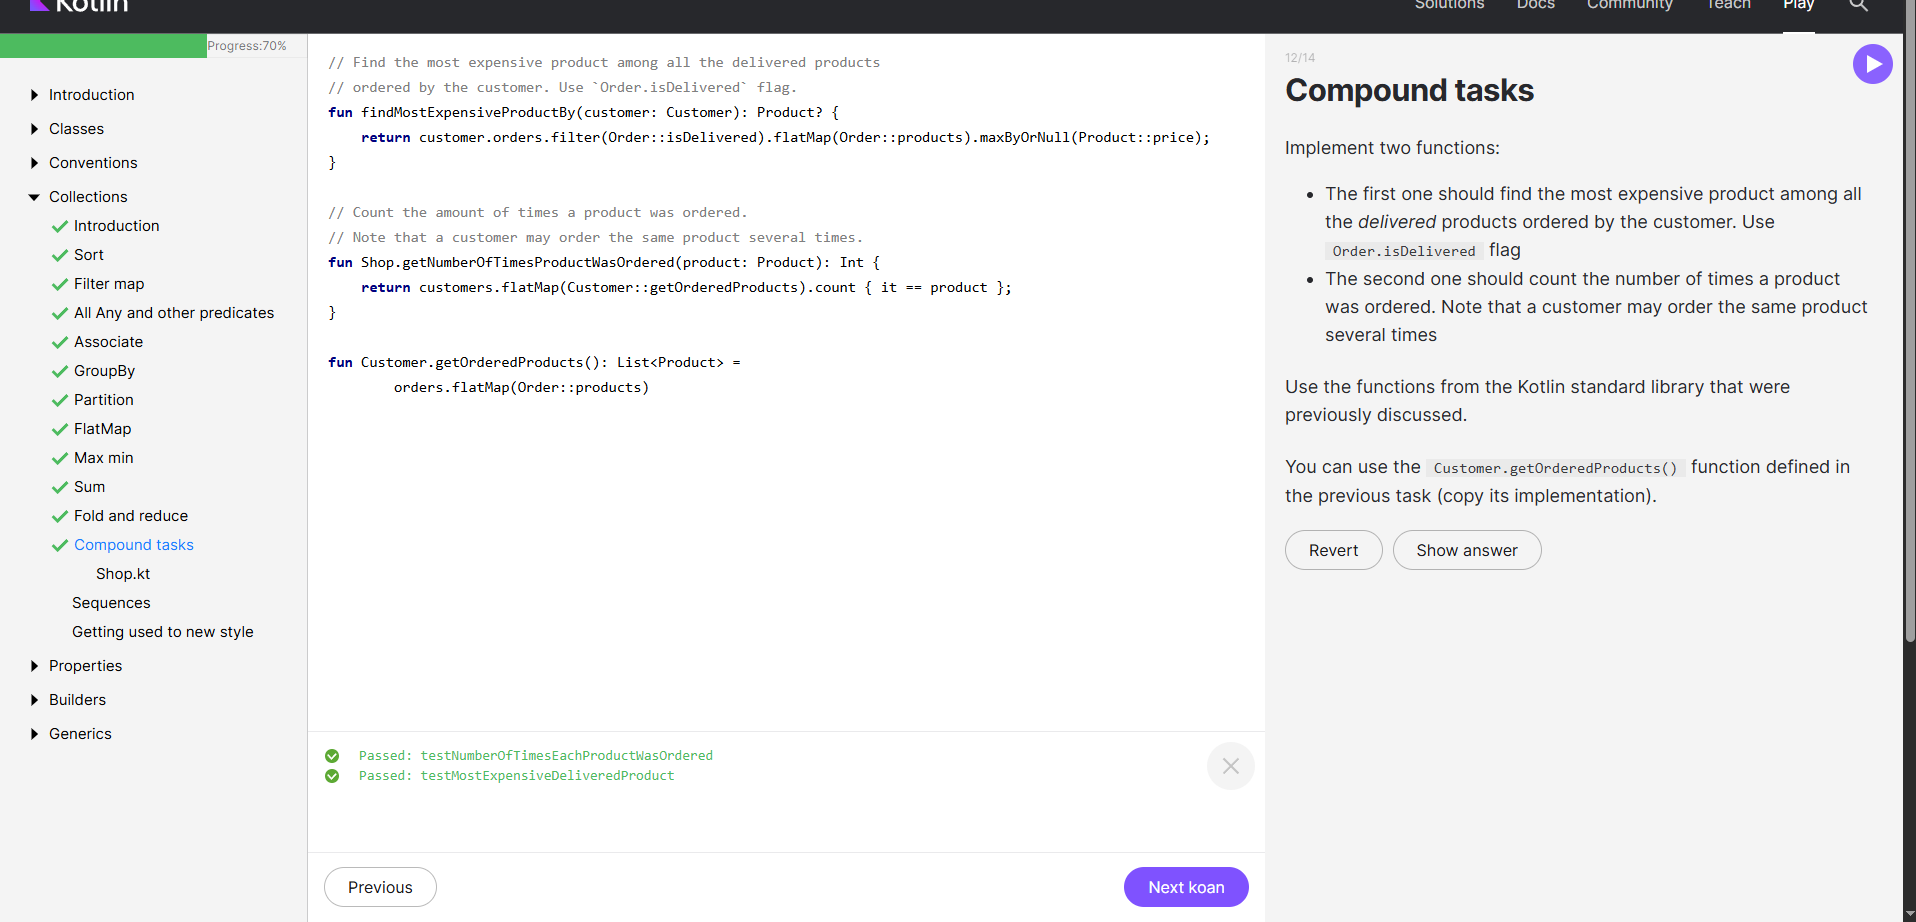 Kotlin
Solutions Docs Community Teach Play
Progress:70%
Introduction
Classes
Conventions
Collections
Introduction
Sort
Filter map
All Any and other predicates
Associate
GroupBy
Partition
FlatMap
Max min
Sum
Fold and reduce
Compound tasks
Shop.kt
Sequences
Getting used to new style
Properties
Builders
Generics
// Find the most expensive product among all the delivered products
// ordered by the customer. Use `Order.isDelivered` flag.
fun findMostExpensiveProductBy(customer: Customer): Product? {
    return customer.orders.filter(Order::isDelivered).flatMap(Order::products).maxByOrNull(Product::price);
}
// Count the amount of times a product was ordered.
// Note that a customer may order the same product several times.
fun Shop.getNumberOfTimesProductWasOrdered(product: Product): Int {
    return customers.flatMap(Customer::getOrderedProducts).count { it == product };
}
fun Customer.getOrderedProducts(): List<Product> =
        orders.flatMap(Order::products)
Passed: testNumberOfTimesEachProductWasOrdered
Passed: testMostExpensiveDeliveredProduct
Previous
Next koan
12/14
Compound tasks
Implement two functions:
• The first one should find the most expensive product among all
the delivered products ordered by the customer. Use
Order.isDelivered flag
• The second one should count the number of times a product
was ordered. Note that a customer may order the same product
several times
Use the functions from the Kotlin standard library that were
previously discussed.
You can use the Customer.getOrderedProducts() function defined in
the previous task (copy its implementation).
Revert
Show answer